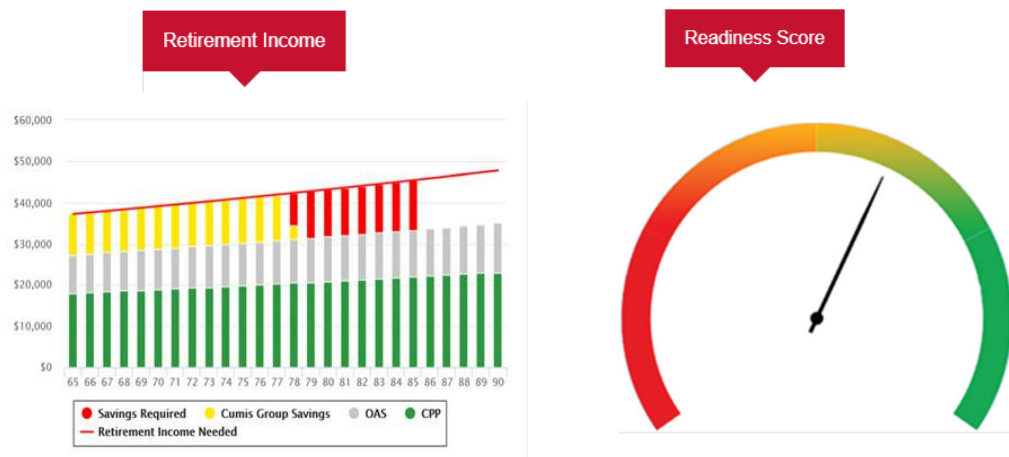 Retirement Income
Readiness Score
$60,000
$50,000
$40,000
$30,000
$20,000
$10,000
$0
65 66 67 68 69 70 71 72 73 74 75 76 77 78 79 80 81 82 83 84 85 86 87 88 89 90
Savings Required Cumis Group Savings OAS CPP
Retirement Income Needed